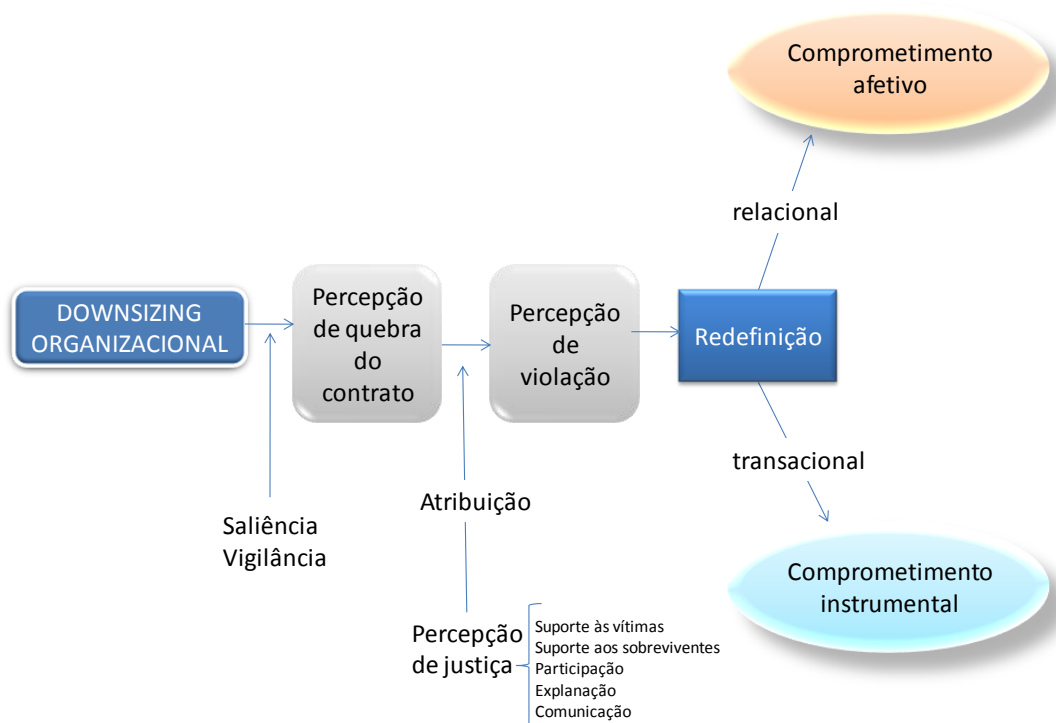 Comprometimento
afetivo
relacional
DOWNSIZING
ORGANIZACIONAL
Percepção
de quebra
do
contrato
Percepção
de
violação
Redefinição
transacional
Saliência
Vigilância
Atribuição
Comprometimento
instrumental
Percepção
de justiça
Suporte às vítimas
Suporte aos sobreviventes
Participação
Explanação
Comunicação